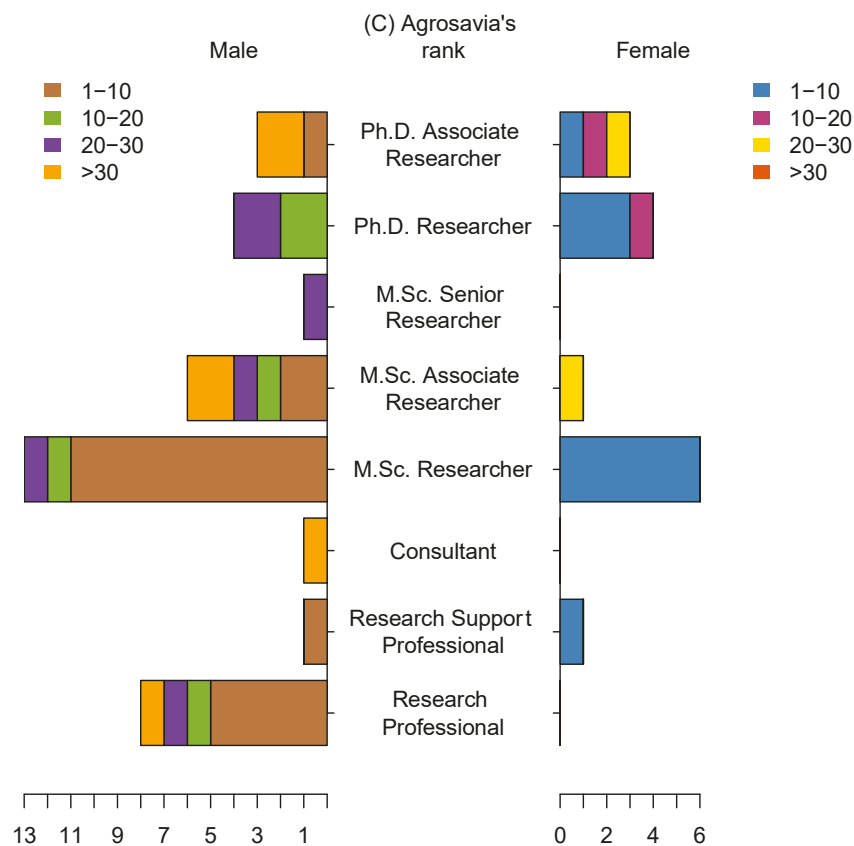 (C) Agrosavia's
rank
Male
Female
1−10
10−20
20−30
>30
1−10
10−20
20−30
>30
Ph.D. Associate
Researcher
Ph.D. Researcher
M.Sc. Senior
Researcher
M.Sc. Associate
Researcher
M.Sc. Researcher
Consultant
Research Support
Professional
Research
Professional
13 11 9 7 5 3 1
0 2 4 6